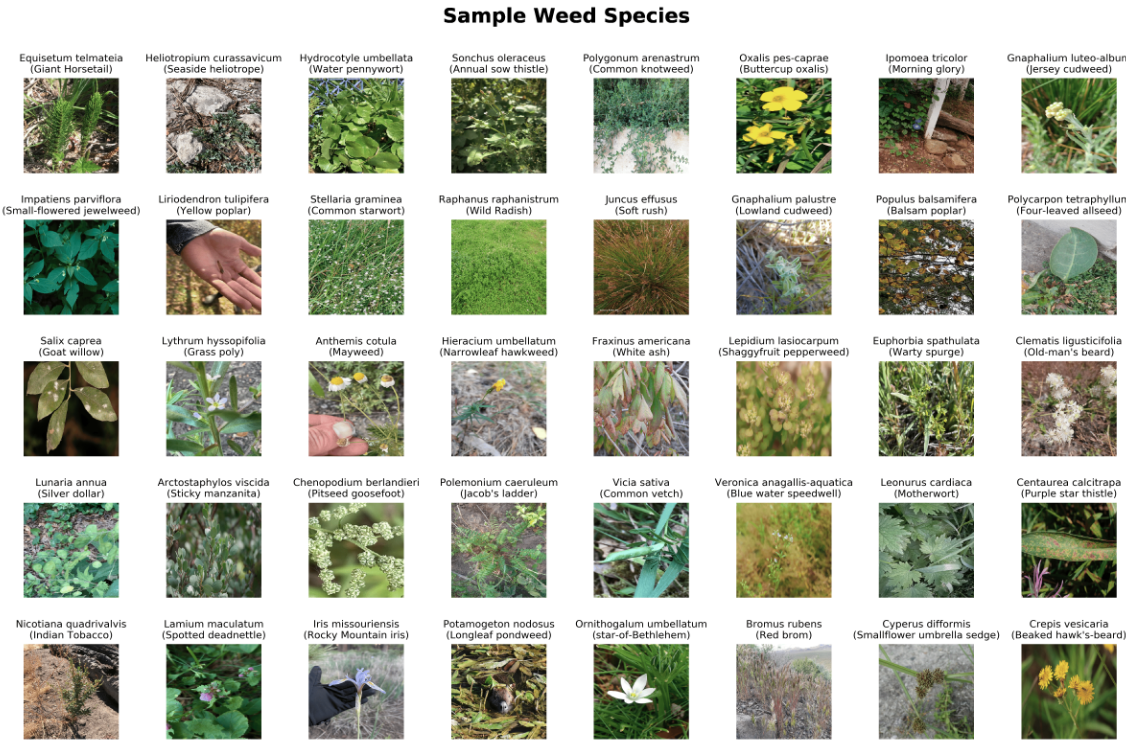 Sample Weed Species
Equisetum telmateia
(Giant Horsetail)
Heliotropium curassavicum
(Seaside heliotrope)
Hydrocotyle umbellata
(Water pennywort)
Sonchus oleraceus
(Annual sow thistle)
Polygonum arenastrum
(Common knotweed)
Oxalis pes-caprae
(Buttercup oxalis)
Ipomoea tricolor
(Morning glory)
Gnaphalium luteo-album
(Jersey cudweed)
Impatiens parviflora
(Small-flowered jewelweed)
Liriodendron tulipifera
(Yellow poplar)
Stellaria graminea
(Common starwort)
Raphanus raphanistrum
(Wild Radish)
Juncus effusus
(Soft rush)
Gnaphalium palustre
(Lowland cudweed)
Populus balsamifera
(Balsam poplar)
Polycarpon tetraphyllum
(Four-leaved allseed)
Salix caprea
(Goat willow)
Lythrum hyssopifolia
(Grass poly)
Anthemis cotula
(Mayweed)
Hieracium umbellatum
(Narrowleaf hawkweed)
Fraxinus americana
(White ash)
Lepidium lasiocarpum
(Shaggyfruit pepperweed)
Euphorbia spathulata
(Warty spurge)
Clematis ligusticifolia
(Old-man's beard)
Lunaria annua
(Silver dollar)
Arctostaphylos viscida
(Sticky manzanita)
Chenopodium berlandieri
(Pitseed goosefoot)
Polemonium caeruleum
(Jacob's ladder)
Vicia sativa
(Common vetch)
Veronica anagallis-aquatica
(Blue water speedwell)
Leonurus cardiaca
(Motherwort)
Centaurea calcitrapa
(Purple star thistle)
Nicotiana quadrivalvis
(Indian Tobacco)
Lamium maculatum
(Spotted deadnettle)
Iris missouriensis
(Rocky Mountain iris)
Potamogeton nodosus
(Longleaf pondweed)
Ornithogalum umbellatum
(star-of-Bethlehem)
Bromus rubens
(Red brom)
Cyperus difformis
(Smallflower umbrella sedge)
Crepis vesicaria
(Beaked hawk's-beard)